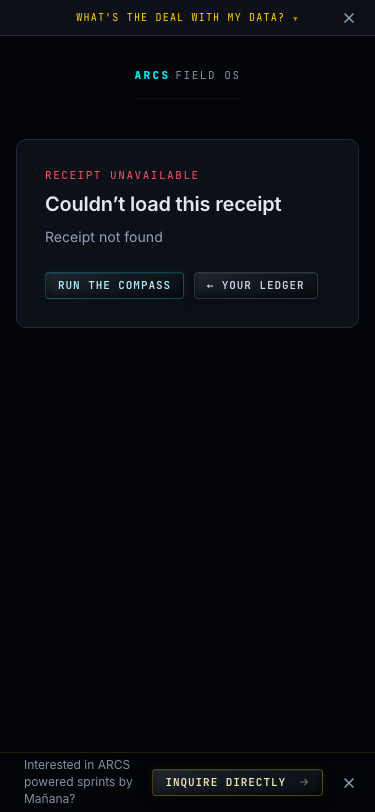 WHAT'S THE DEAL WITH MY DATA? ▾ ✕
ARCS FIELD OS
RECEIPT UNAVAILABLE
Couldn’t load this receipt
Receipt not found
RUN THE COMPASS
← YOUR LEDGER
Interested in ARCS
powered sprints by
Mañana?
INQUIRE DIRECTLY → ✕